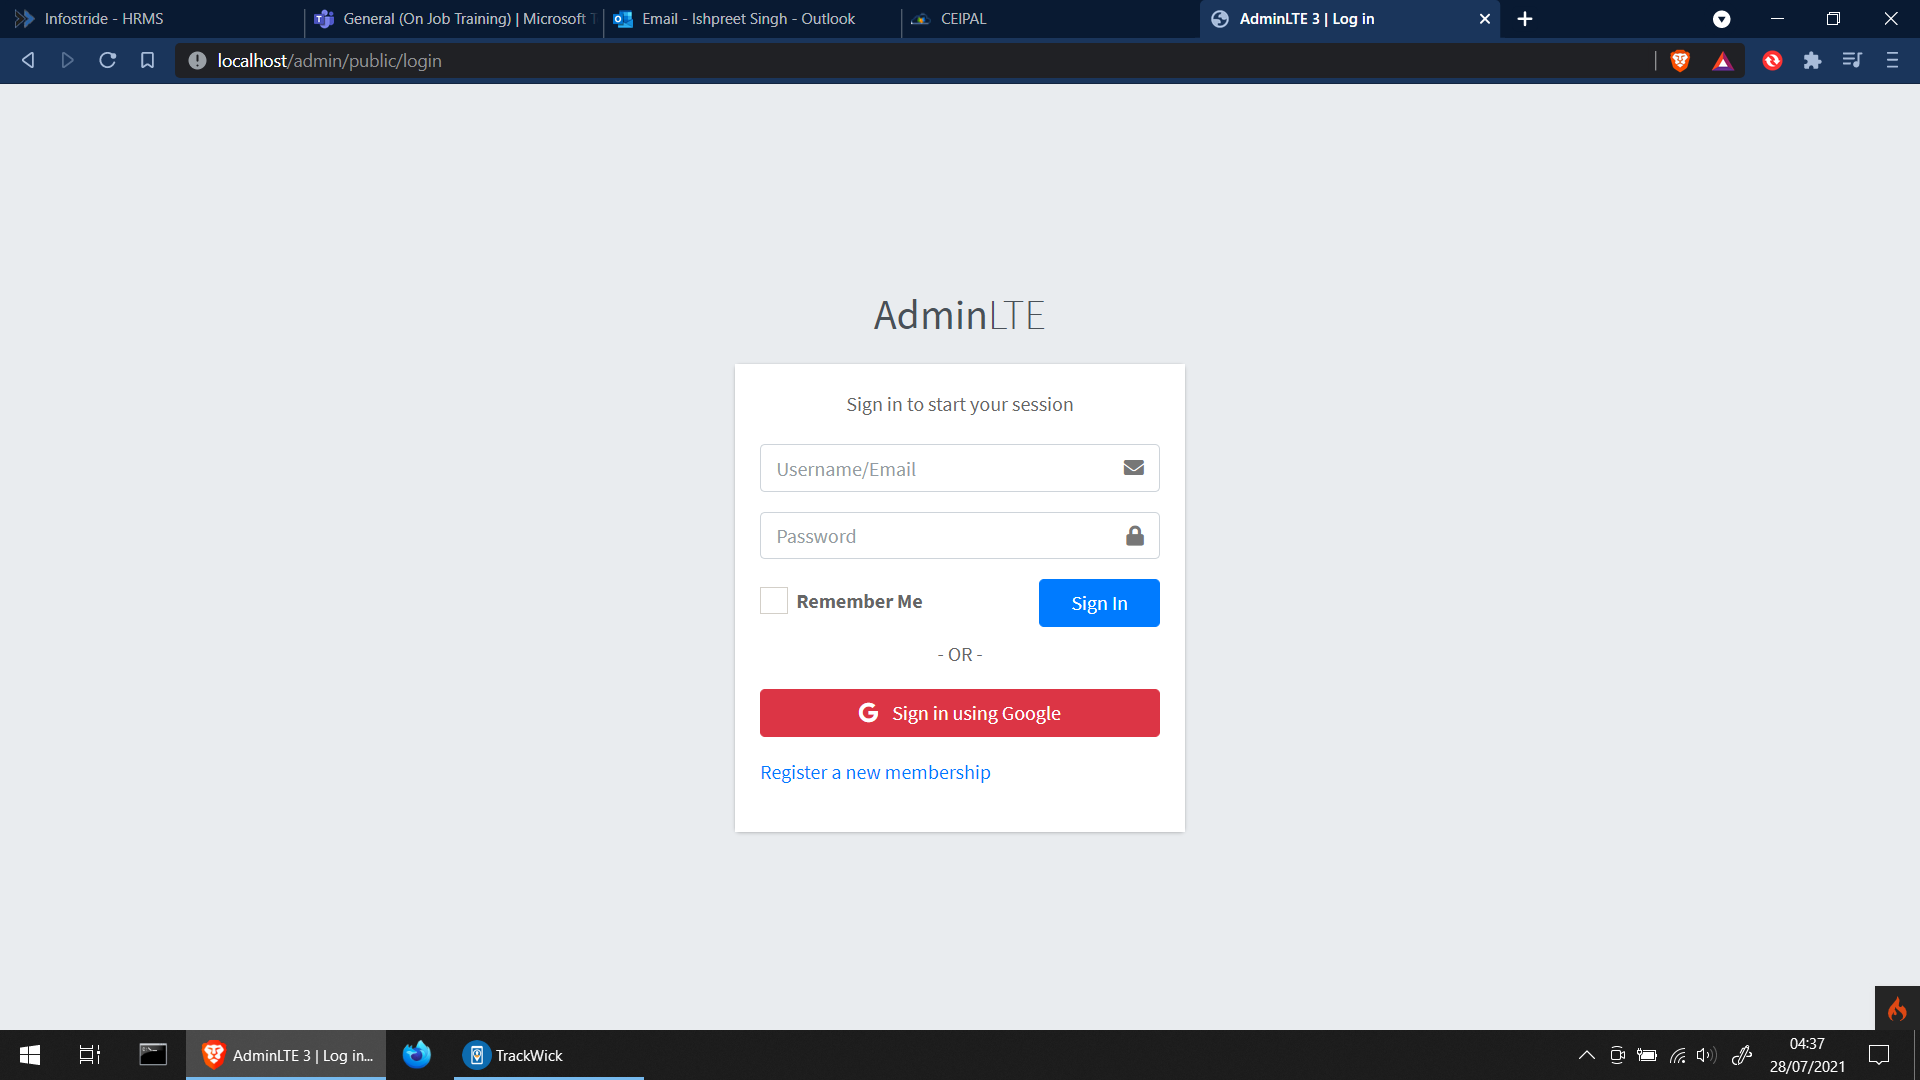 Infostride - HRMS
General (On Job Training) | Microsoft
Email - Ishpreet Singh - Outlook
CEIPAL
AdminLTE 3 | Log in
localhost/admin/public/login
AdminLTE
Sign in to start your session
Username/Email
Password
Remember Me
Sign In
- OR -
Sign in using Google
Register a new membership
AdminLTE 3 | Log in...
TrackWick
04:37
28/07/2021